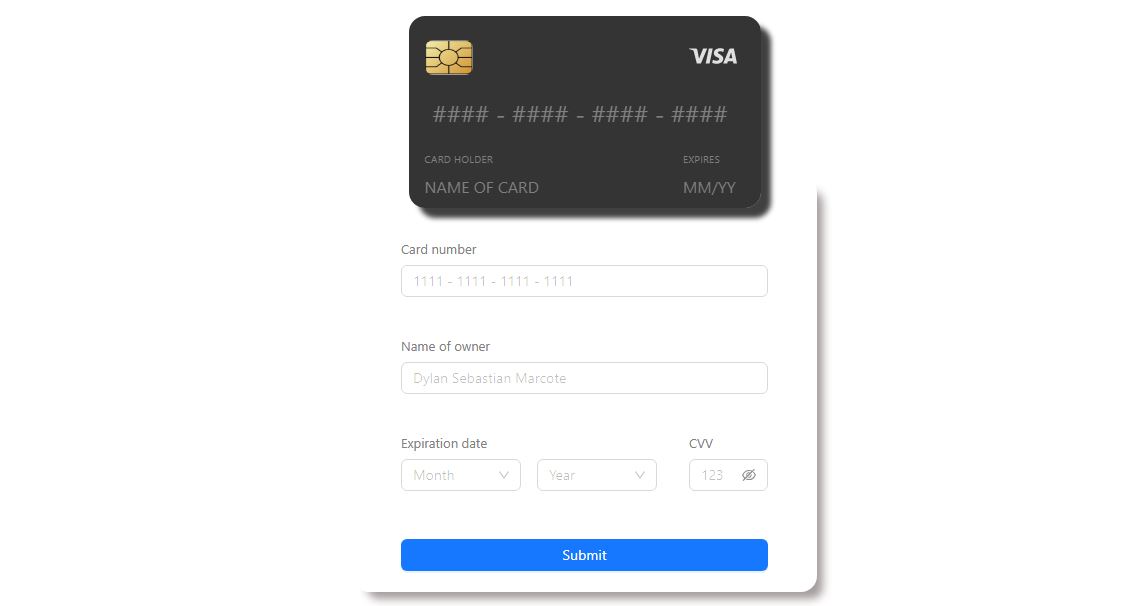 VISA
#### - #### - #### - ####
CARD HOLDER EXPIRES
NAME OF CARD MM/YY
Card number
1111 - 1111 - 1111 - 1111
Name of owner
Dylan Sebastian Marcote
Expiration date CVV
Month Year 123
Submit